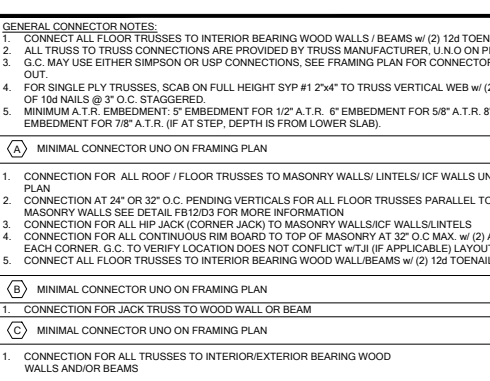 GENERAL CONNECTOR NOTES:
1. CONNECT ALL FLOOR TRUSSES TO INTERIOR BEARING WOOD WALLS / BEAMS w/ (2) 12d TOEN
2. ALL TRUSS TO TRUSS CONNECTIONS ARE PROVIDED BY TRUSS MANUFACTURER, U.N.O ON
3. G.C. MAY USE EITHER SIMPSON OR USP CONNECTIONS, SEE FRAMING PLAN FOR CONNECTOR
OUT.
4. FOR SINGLE PLY TRUSSES, SCAB ON FULL HEIGHT SYP #1 2"x4" TO TRUSS VERTICAL WEB w/
OF 10d NAILS @ 3" O.C. STAGGERED.
5. MINIMUM A.T.R. EMBEDMENT: 5" EMBEDMENT FOR 1/2" A.T.R. 6" EMBEDMENT FOR 5/8" A.T.R. 8
EMBEDMENT FOR 7/8" A.T.R. (IF AT STEP, DEPTH IS FROM LOWER SLAB).
A MINIMAL CONNECTOR UNO ON FRAMING PLAN
1. CONNECTION FOR ALL ROOF / FLOOR TRUSSES TO MASONRY WALLS/ LINTELS/ ICF WALLS UN
PLAN
2. CONNECTION AT 24" OR 32" O.C. PENDING VERTICALS FOR ALL FLOOR TRUSSES PARALLEL TO
MASONRY WALLS SEE DETAIL FB12/D3 FOR MORE INFORMATION
3. CONNECTION FOR ALL HIP JACK (CORNER JACK) TO MASONRY WALLS/ICF WALLS/LINTELS
4. CONNECTION FOR ALL CONTINUOUS RIM BOARD TO TOP OF MASONRY AT 32" O.C MAX. w/ (2) A
EACH CORNER. G.C. TO VERIFY LOCATION DOES NOT CONFLICT w/TJI (IF APPLICABLE) LAYOUT
5. CONNECT ALL FLOOR TRUSSES TO INTERIOR BEARING WOOD WALL/BEAMS w/ (2) 12d TOENAIL
B MINIMAL CONNECTOR UNO ON FRAMING PLAN
1. CONNECTION FOR JACK TRUSS TO WOOD WALL OR BEAM
C MINIMAL CONNECTOR UNO ON FRAMING PLAN
1. CONNECTION FOR ALL TRUSSES TO INTERIOR/EXTERIOR BEARING WOOD
WALLS AND/OR BEAMS